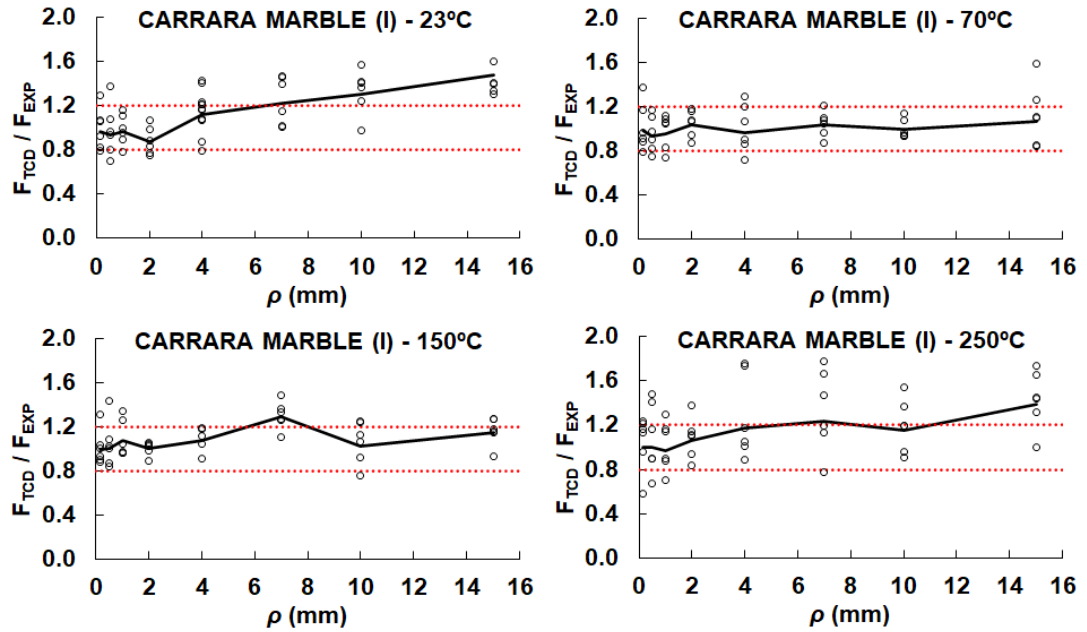 CARRARA MARBLE (I) - 23ºC
2.0
1.6
1.2
0.8
0.4
0.0
F_TCD / F_EXP
0 2 4 6 8 10 12 14 16
ρ (mm)
CARRARA MARBLE (I) - 70ºC
2.0
1.6
1.2
0.8
0.4
0.0
F_TCD / F_EXP
0 2 4 6 8 10 12 14 16
ρ (mm)
CARRARA MARBLE (I) - 150ºC
2.0
1.6
1.2
0.8
0.4
0.0
F_TCD / F_EXP
0 2 4 6 8 10 12 14 16
ρ (mm)
CARRARA MARBLE (I) - 250ºC
2.0
1.6
1.2
0.8
0.4
0.0
F_TCD / F_EXP
0 2 4 6 8 10 12 14 16
ρ (mm)